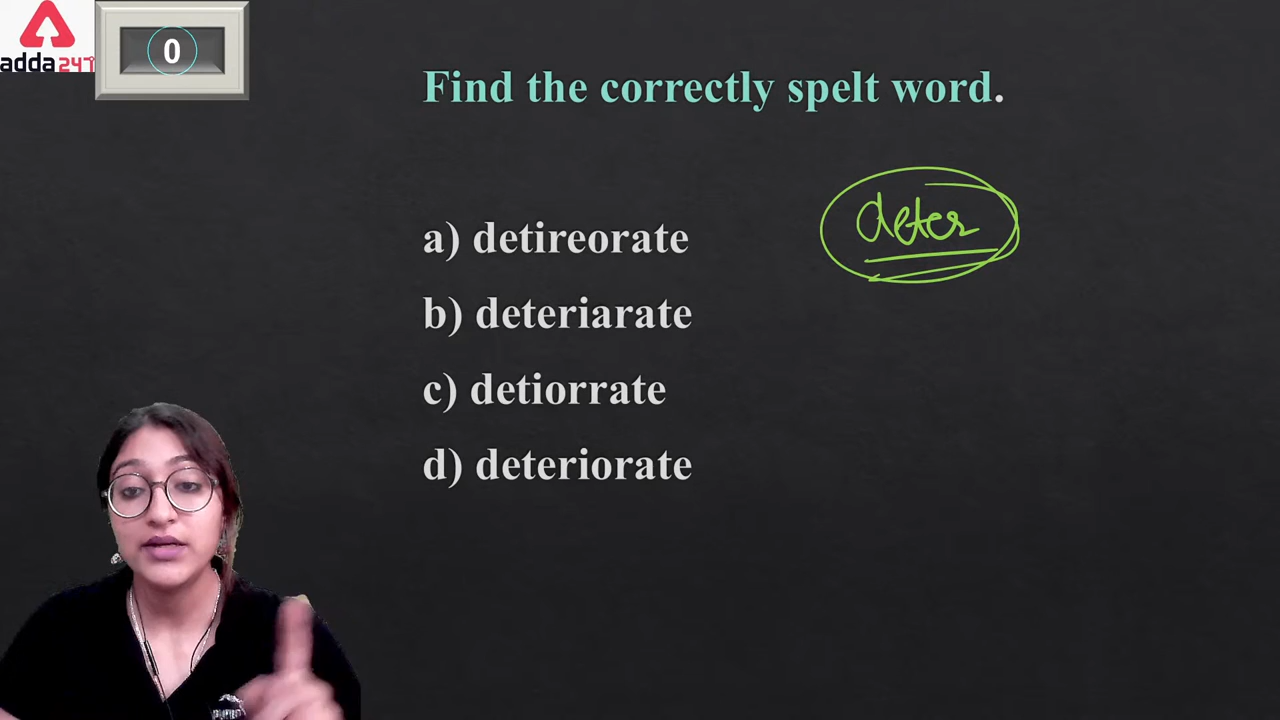 adda247
0
Find the correctly spelt word.
deter
a) detireorate
b) deteriarate
c) detiorrate
d) deteriorate